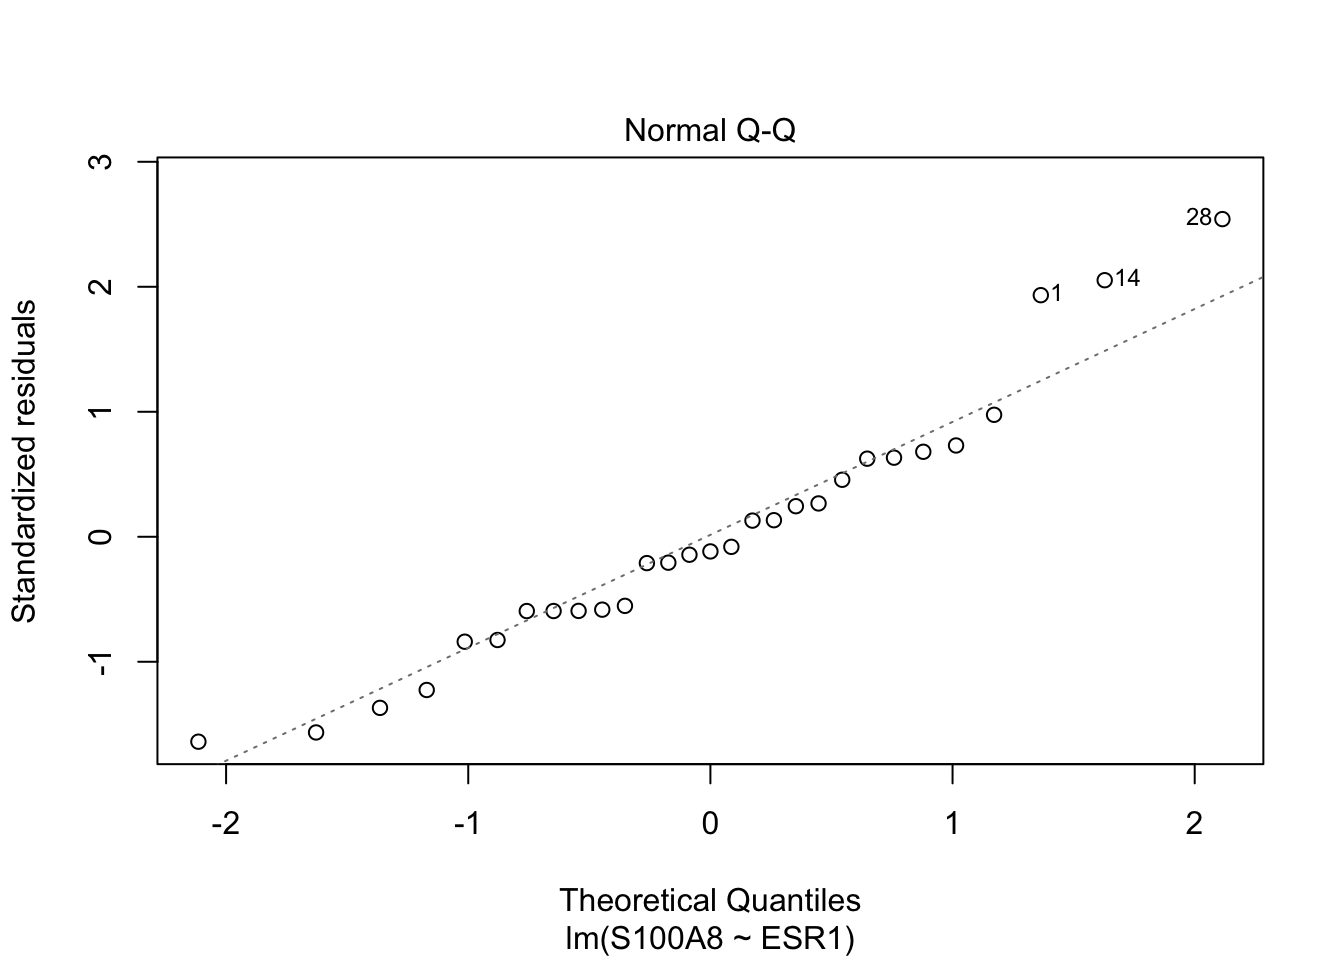 Normal Q-Q
Standardized residuals
3
2
1
0
-1
28
14
1
-2 -1 0 1 2
Theoretical Quantiles
lm(S100A8 ~ ESR1)